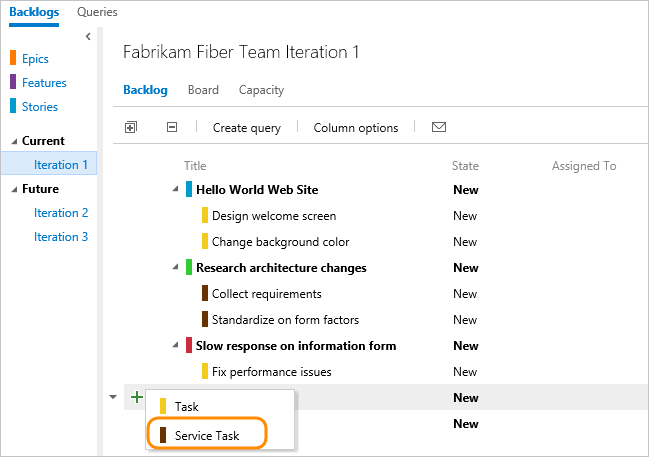 Backlogs Queries
Epics
Features
Stories
Current
Iteration 1
Future
Iteration 2
Iteration 3
Fabrikam Fiber Team Iteration 1
Backlog Board Capacity
Create query Column options
Title State Assigned To
Hello World Web Site New
Design welcome screen New
Change background color New
Research architecture changes New
Collect requirements New
Standardize on form factors New
Slow response on information form New
Fix performance issues New
New
Task
New
Service Task